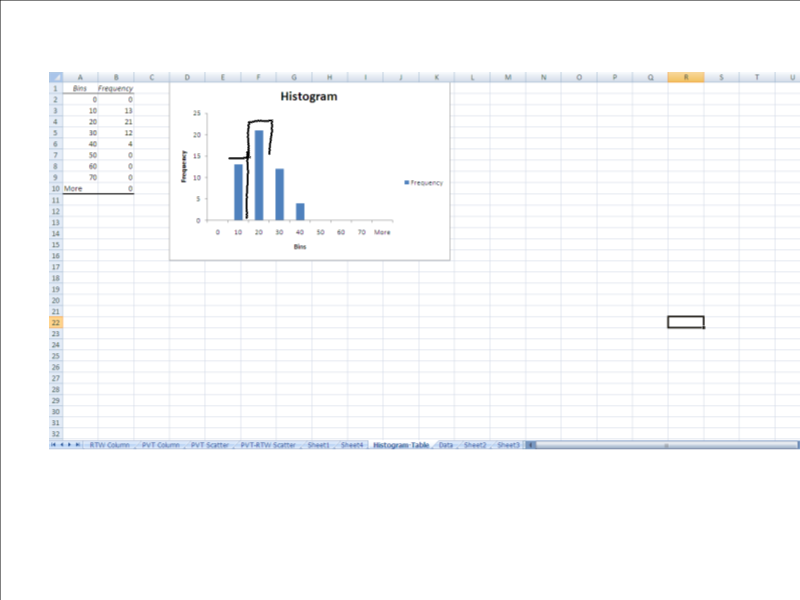 A B C D E F G H I J K L M N O P Q R S T U
1 Bins Frequency
2 0 0
3 10 13
4 20 21
5 30 12
6 40 4
7 50 0
8 60 0
9 70 0
10 More 0
11
12
13
14
15
16
17
18
19
20
21
22
23
24
25
26
27
28
29
30
31
32
Histogram
Frequency
25
20
15
10
5
0
0 10 20 30 40 50 60 70 More
Bins
Frequency
RTW Column PVT Column PVT Scatter PVT-RTW Scatter Sheet1 Sheet4 Histogram Table Data Sheet2 Sheet3